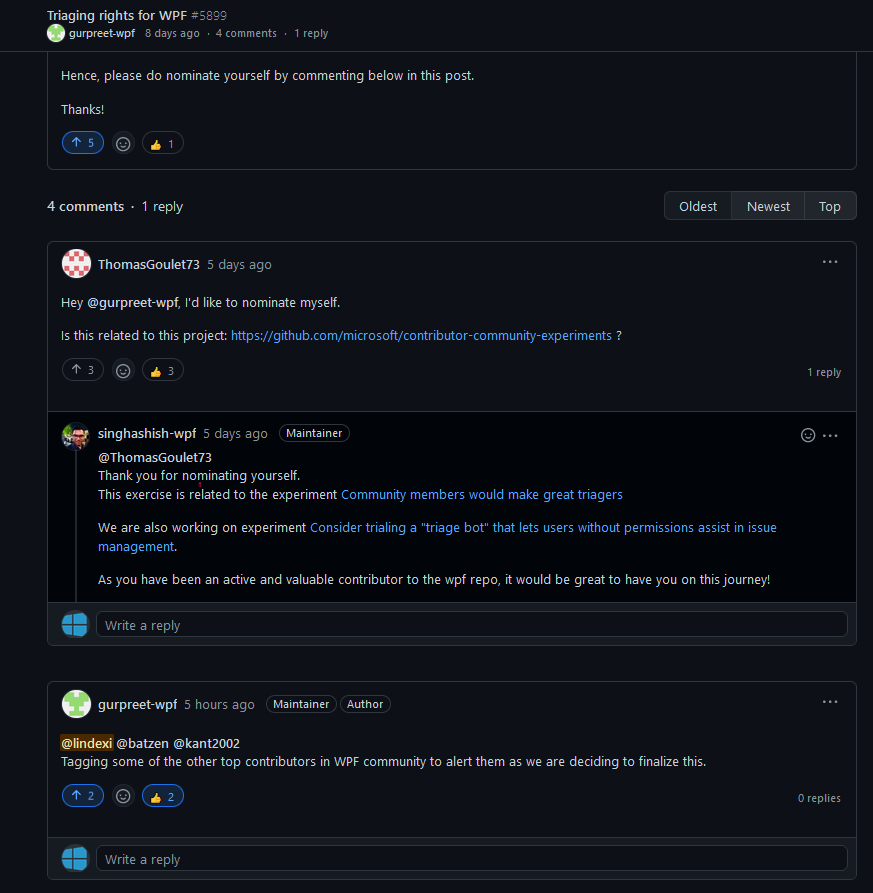 Triaging rights for WPF #5899
gurpreet-wpf 8 days ago · 4 comments · 1 reply
Hence, please do nominate yourself by commenting below in this post.
Thanks!
5
1
4 comments · 1 reply
Oldest Newest Top
ThomasGoulet73 5 days ago
Hey @gurpreet-wpf, I'd like to nominate myself.
Is this related to this project: https://github.com/microsoft/contributor-community-experiments ?
3
3
1 reply
singhashish-wpf 5 days ago Maintainer
@ThomasGoulet73
Thank you for nominating yourself.
This exercise is related to the experiment Community members would make great triagers
We are also working on experiment Consider trialing a "triage bot" that lets users without permissions assist in issue
management.
As you have been an active and valuable contributor to the wpf repo, it would be great to have you on this journey!
Write a reply
gurpreet-wpf 5 hours ago Maintainer Author
@lindexi @batzen @kant2002
Tagging some of the other top contributors in WPF community to alert them as we are deciding to finalize this.
2
2
0 replies
Write a reply